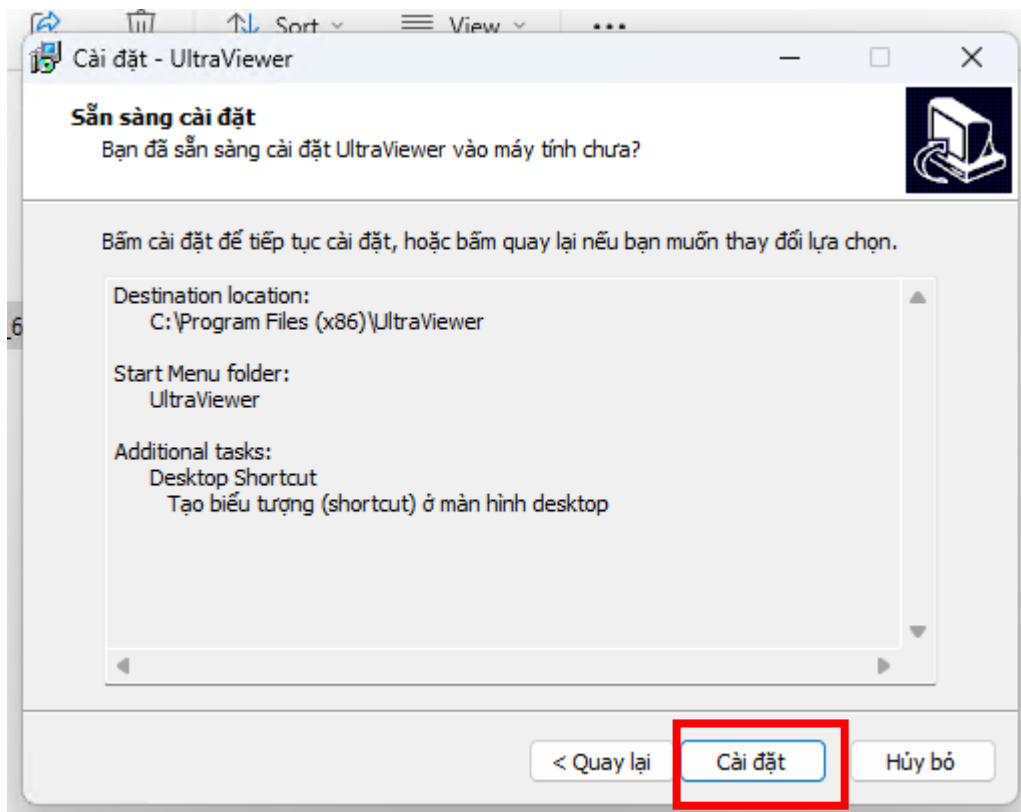 Sort View ...
Cài đặt - UltraViewer
Sẵn sàng cài đặt
Bạn đã sẵn sàng cài đặt UltraViewer vào máy tính chưa?
Bấm cài đặt để tiếp tục cài đặt, hoặc bấm quay lại nếu bạn muốn thay đổi lựa chọn.
Destination location:
C:\Program Files (x86)\UltraViewer
_6
Start Menu folder:
UltraViewer
Additional tasks:
Desktop Shortcut
Tạo biểu tượng (shortcut) ở màn hình desktop
< Quay lại Cài đặt Hủy bỏ